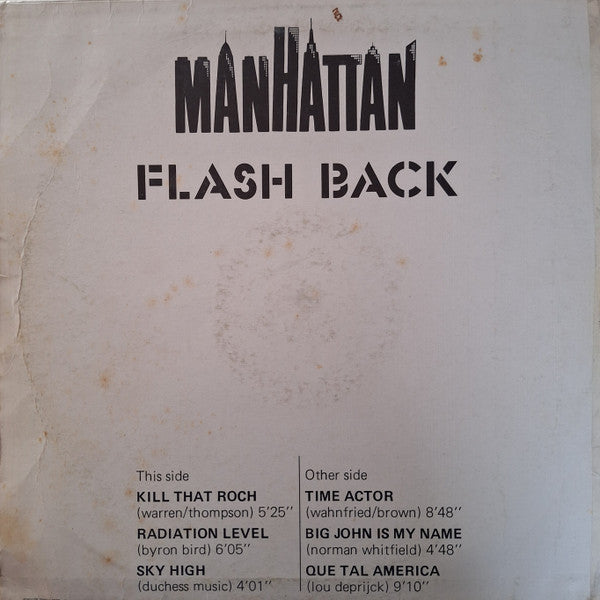 MANHATTAN
FLASH BACK
This side
KILL THAT ROCH
(warren/thompson) 5'25''
RADIATION LEVEL
(byron bird) 6'05''
SKY HIGH
(duchess music) 4'01''
Other side
TIME ACTOR
(wahnfried/brown) 8'48''
BIG JOHN IS MY NAME
(norman whitfield) 4'48''
QUE TAL AMERICA
(lou deprijck) 9'10''